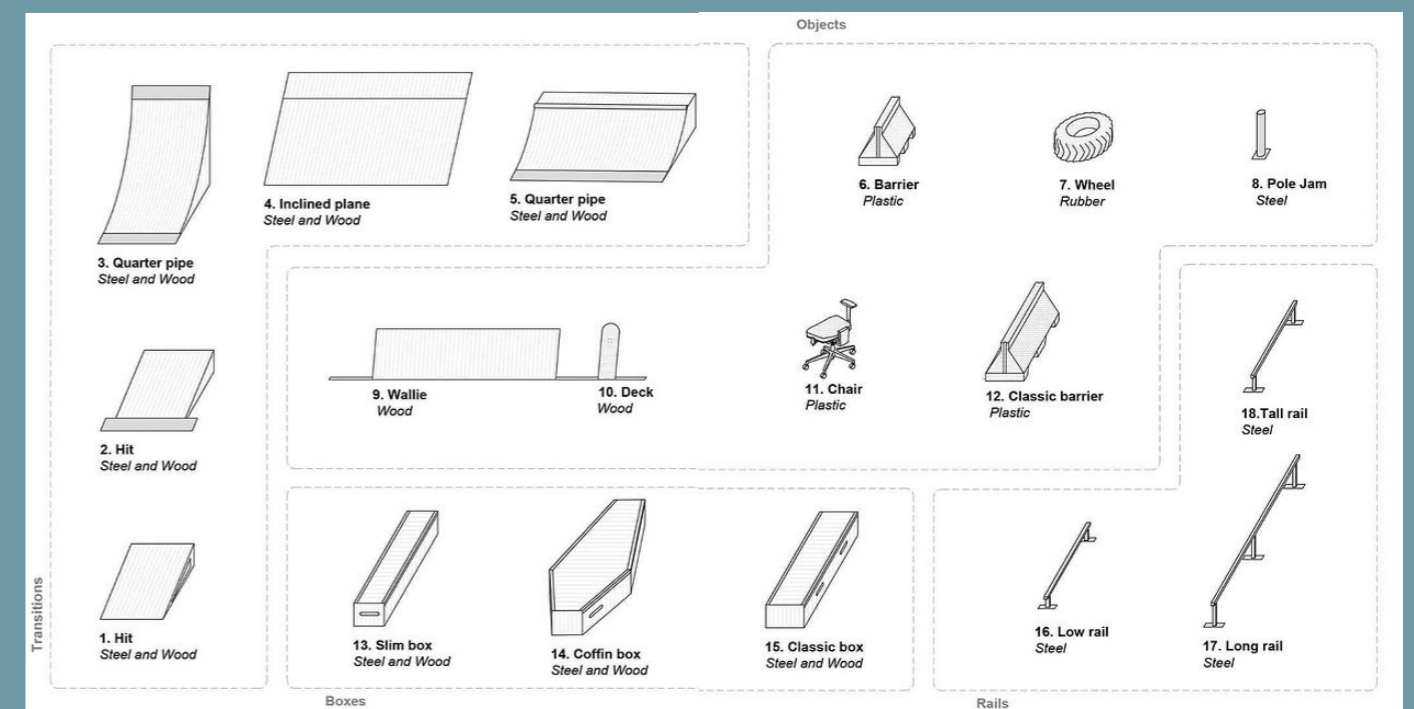 Objects
3. Quarter pipe
Steel and Wood
4. Inclined plane
Steel and Wood
5. Quarter pipe
Steel and Wood
6. Barrier
Plastic
7. Wheel
Rubber
8. Pole Jam
Steel
2. Hit
Steel and Wood
9. Wallie
Wood
10. Deck
Wood
11. Chair
Plastic
12. Classic barrier
Plastic
18.Tall rail
Steel
Transitions
1. Hit
Steel and Wood
13. Slim box
Steel and Wood
14. Coffin box
Steel and Wood
15. Classic box
Steel and Wood
16. Low rail
Steel
17. Long rail
Steel
Boxes
Rails